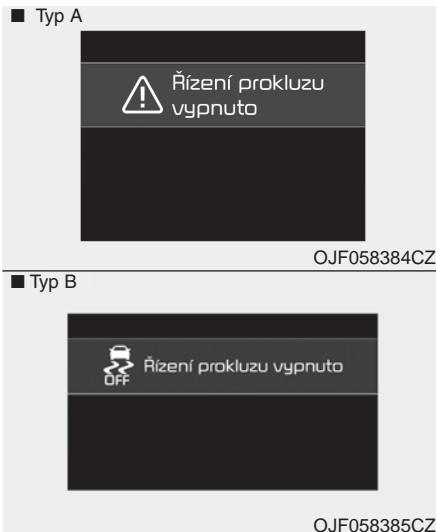 ■ Typ A
Řízení prokluzu
vypnuto
OJF058384CZ
■ Typ B
OFF Řízení prokluzu vypnuto
OJF058385CZ